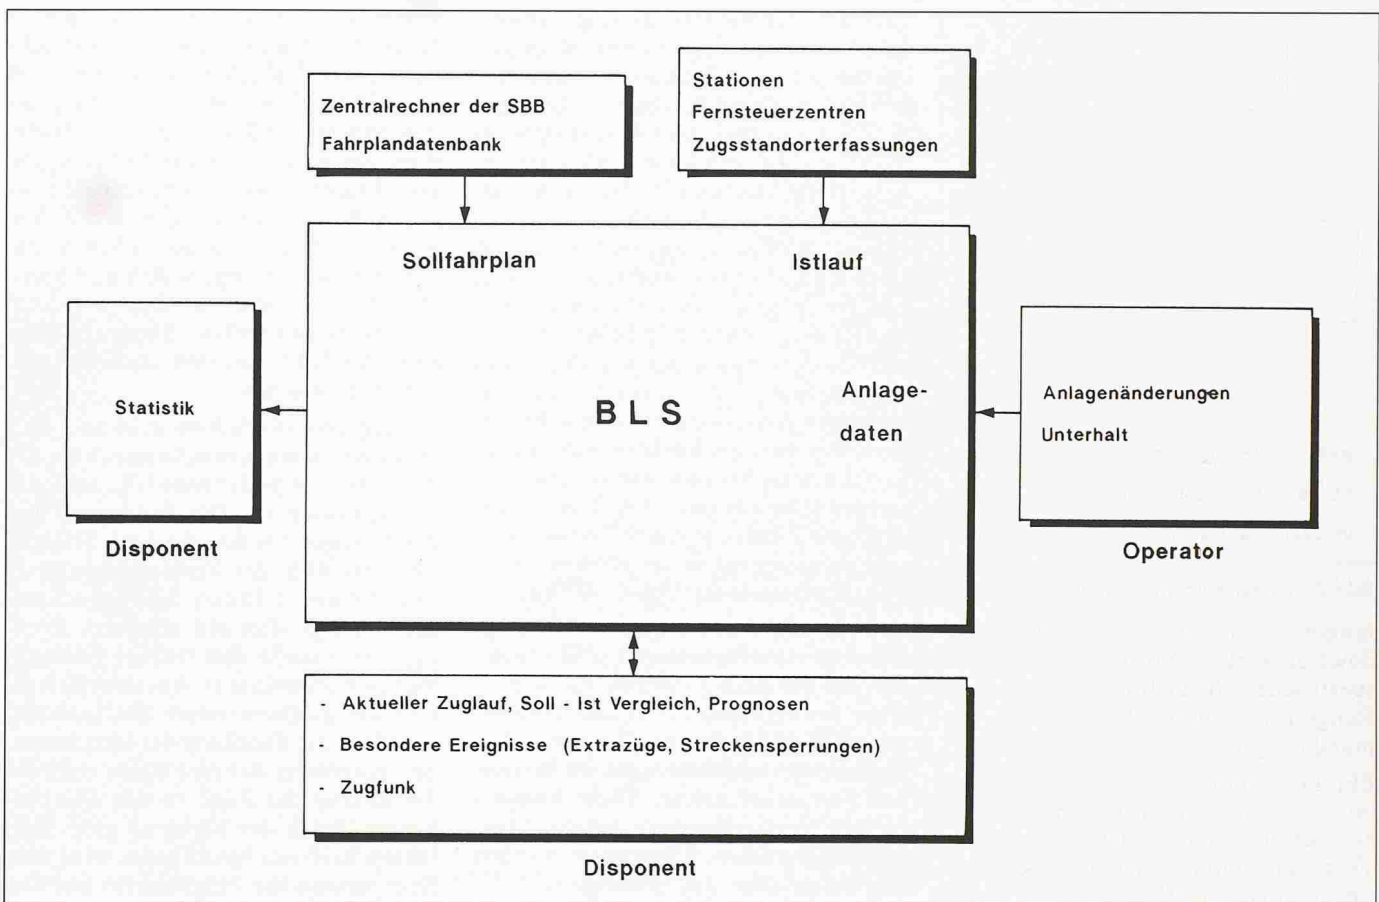 Zentralrechner der SBB
Fahrplandatenbank
Stationen
Fernsteuerzentren
Zugsstandorterfassungen
Sollfahrplan
Istlauf
Statistik
Disponent
B L S
Anlage-
daten
Anlagenänderungen
Unterhalt
Operator
- Aktueller Zuglauf, Soll - Ist Vergleich, Prognosen
- Besondere Ereignisse (Extrazüge, Streckensperrungen)
- Zugfunk
Disponent